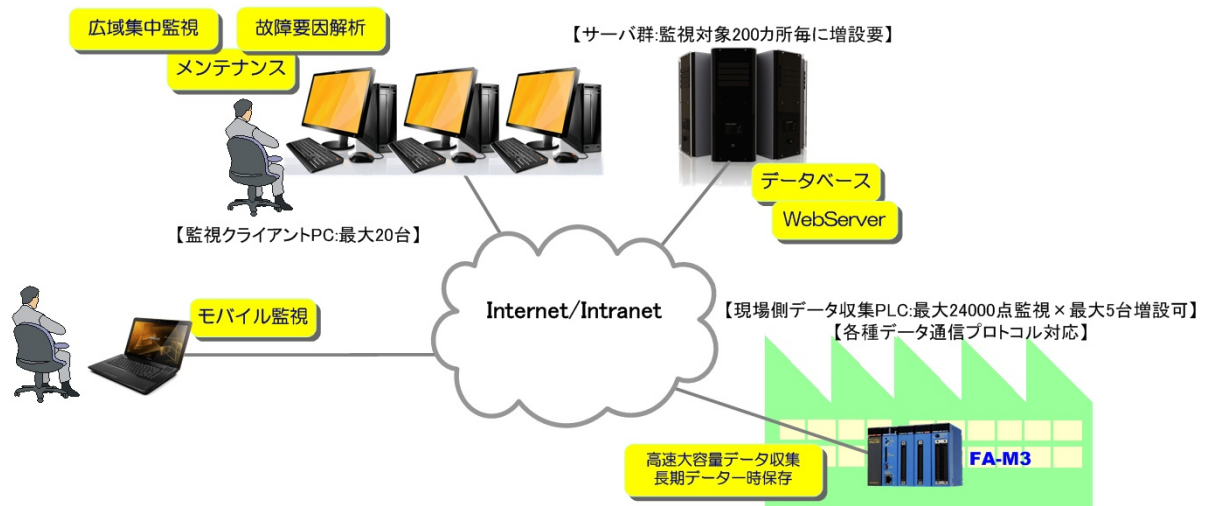 広域集中監視
故障要因解析
メンテナンス
【サーバ群:監視対象200カ所毎に増設要】
データベース
WebServer
【監視クライアントPC:最大20台】
モバイル監視
Internet/Intranet
【現場側データ収集PLC:最大24000点監視×最大5台増設可】
【各種データ通信プロトコル対応】
高速大容量データ収集
長期データ一時保存
FA-M3